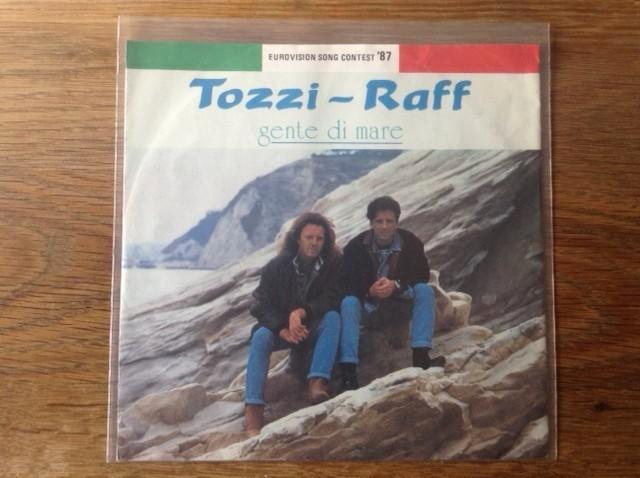 EUROVISION SONG CONTEST '87
Tozzi ~ Raff
gente di mare